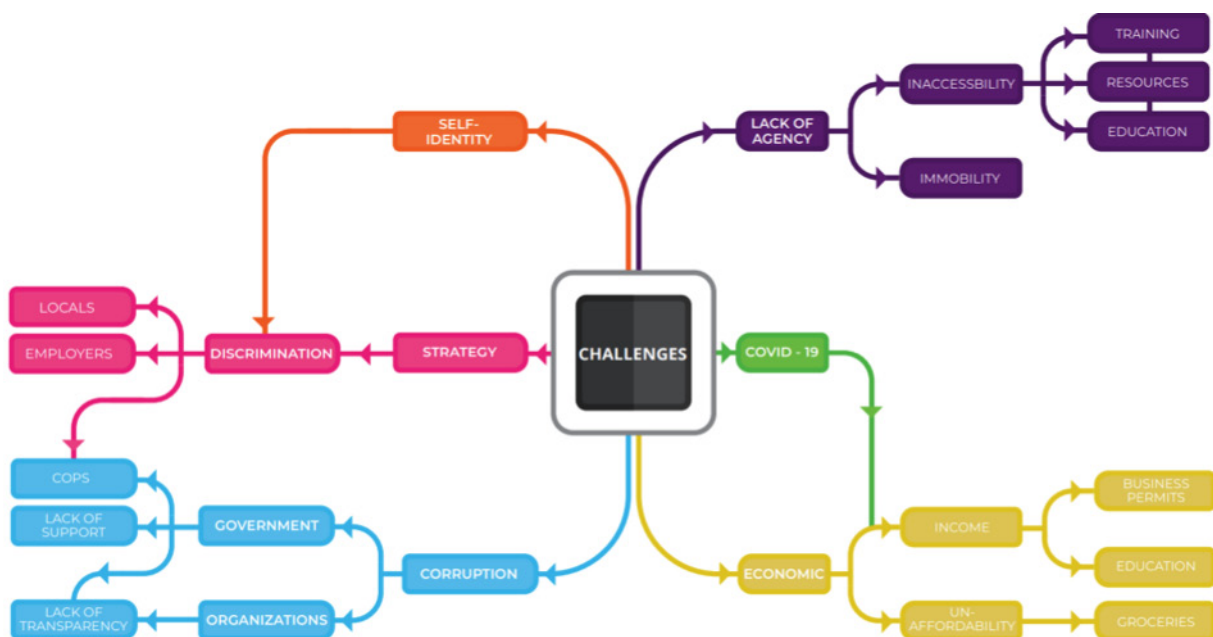 TRAINING
SELF-
IDENTITY
LACK OF
AGENCY
INACCESSBILITY
RESOURCES
EDUCATION
IMMOBILITY
LOCALS
EMPLOYERS
DISCRIMINATION
STRATEGY
CHALLENGES
COVID - 19
COPS
LACK OF
SUPPORT
GOVERNMENT
CORRUPTION
LACK OF
TRANSPARENCY
ORGANIZATIONS
ECONOMIC
INCOME
BUSINESS
PERMITS
EDUCATION
UN-
AFFORDABILITY
GROCERIES